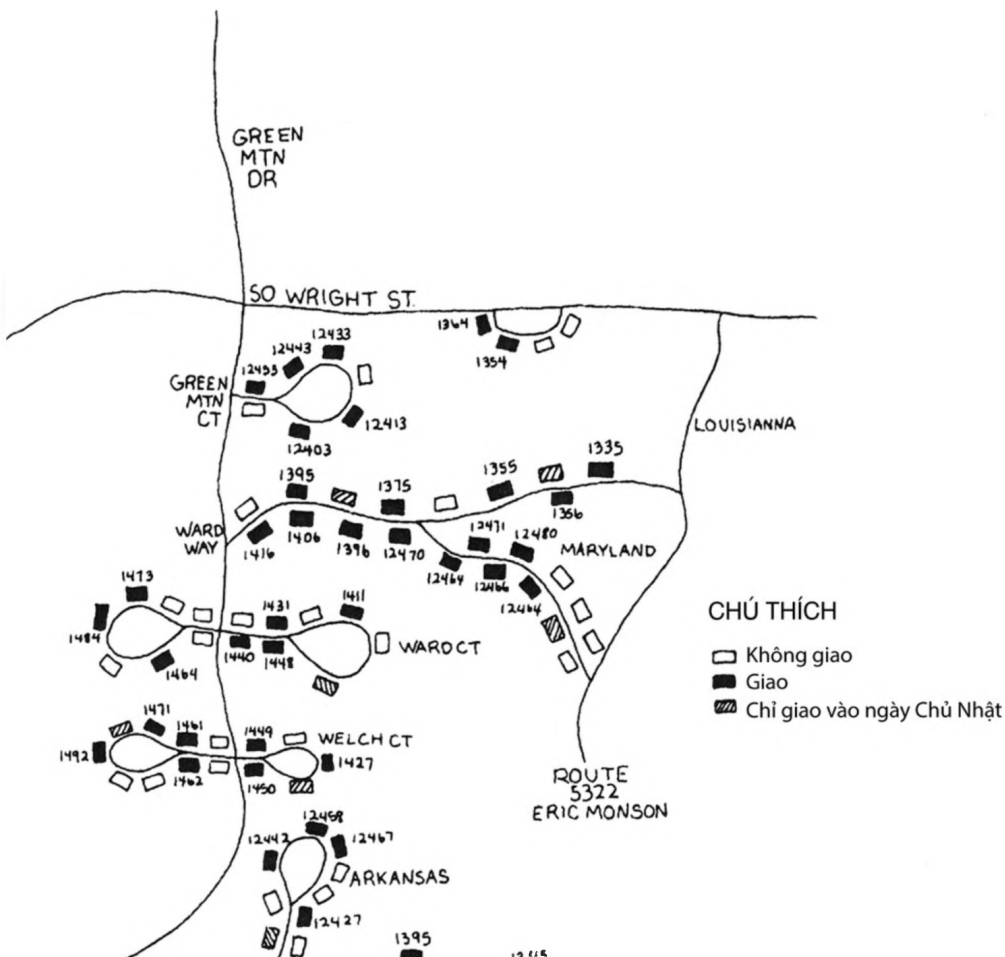 GREEN
MTN
DR
SO WRIGHT ST.
1364
1354
12433
12443
12453
GREEN
MTN
CT
12413
12403
LOUISIANNA
1335
1355
1395
1375
1356
WARD
WAY
1416
1406
1396
12470
12471
12480
MARYLAND
12464
12466
12464
1473
1431
1411
1484
1464
1440
1448
WARD CT
CHÚ THÍCH
Không giao
Giao
Chỉ giao vào ngày Chủ Nhật
1471
1461
1449
WELCH CT
1492
1462
1450
1427
ROUTE
5322
ERIC MONSON
12458
12442
12467
ARKANSAS
12427
1395